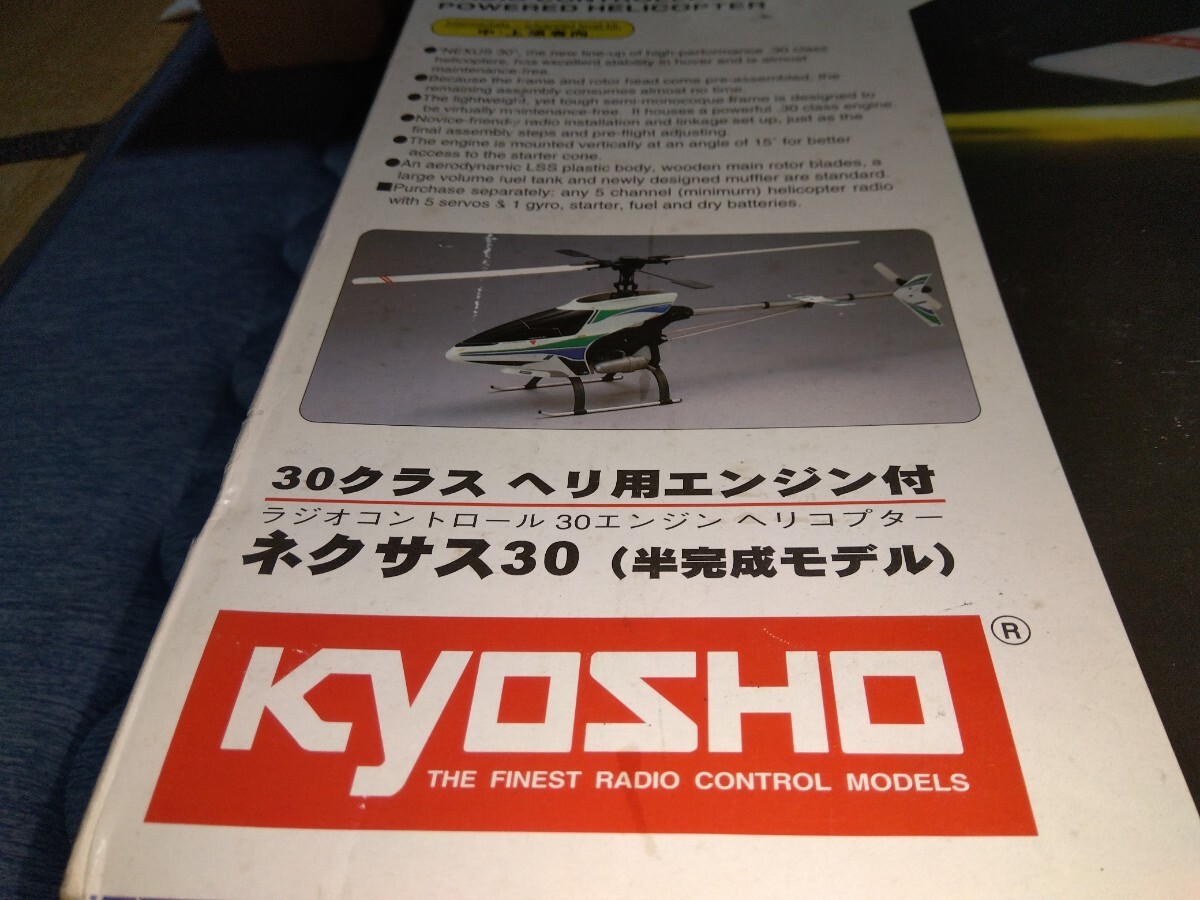 POWERED HELICOPTER
中・上級者向
●"NEXUS 30", the new line-up of high-performance .30 class
helicopters, has excellent stability in hover and is almost
maintenance-free.
●Because the frame and rotor head come pre-assembled, the
remaining assembly consumes almost no time.
●The lightweight, yet tough semi-monocoque frame is designed to
be virtually maintenance-free. It houses a powerful .30 class engine.
●Novice-friendly radio installation and linkage set up, just as the
final assembly steps and pre-flight adjusting.
●The engine is mounted vertically at an angle of 15° for better
access to the starter cone.
●An aerodynamic LSS plastic body, wooden main rotor blades, a
large volume fuel tank and newly designed muffler are standard.
■Purchase separately: any 5 channel (minimum) helicopter radio
with 5 servos & 1 gyro, starter, fuel and dry batteries.
30クラス ヘリ用エンジン付
ラジオコントロール 30エンジン ヘリコプター
ネクサス30 (半完成モデル)
KYOSHO ®
THE FINEST RADIO CONTROL MODELS